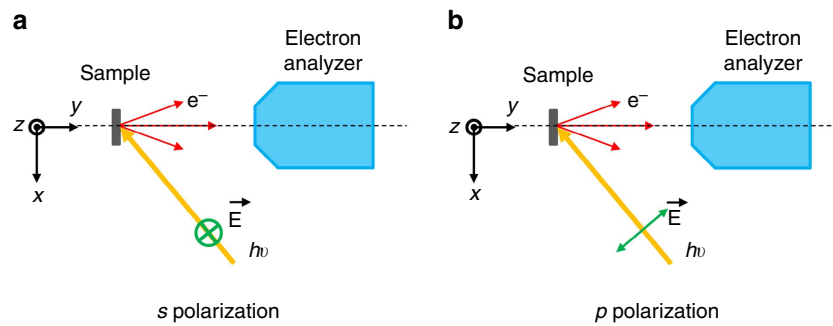 a
Electron
analyzer
Sample
e⁻
y
z
x
E
hυ
s polarization
b
Electron
analyzer
Sample
e⁻
y
z
x
E
hυ
p polarization